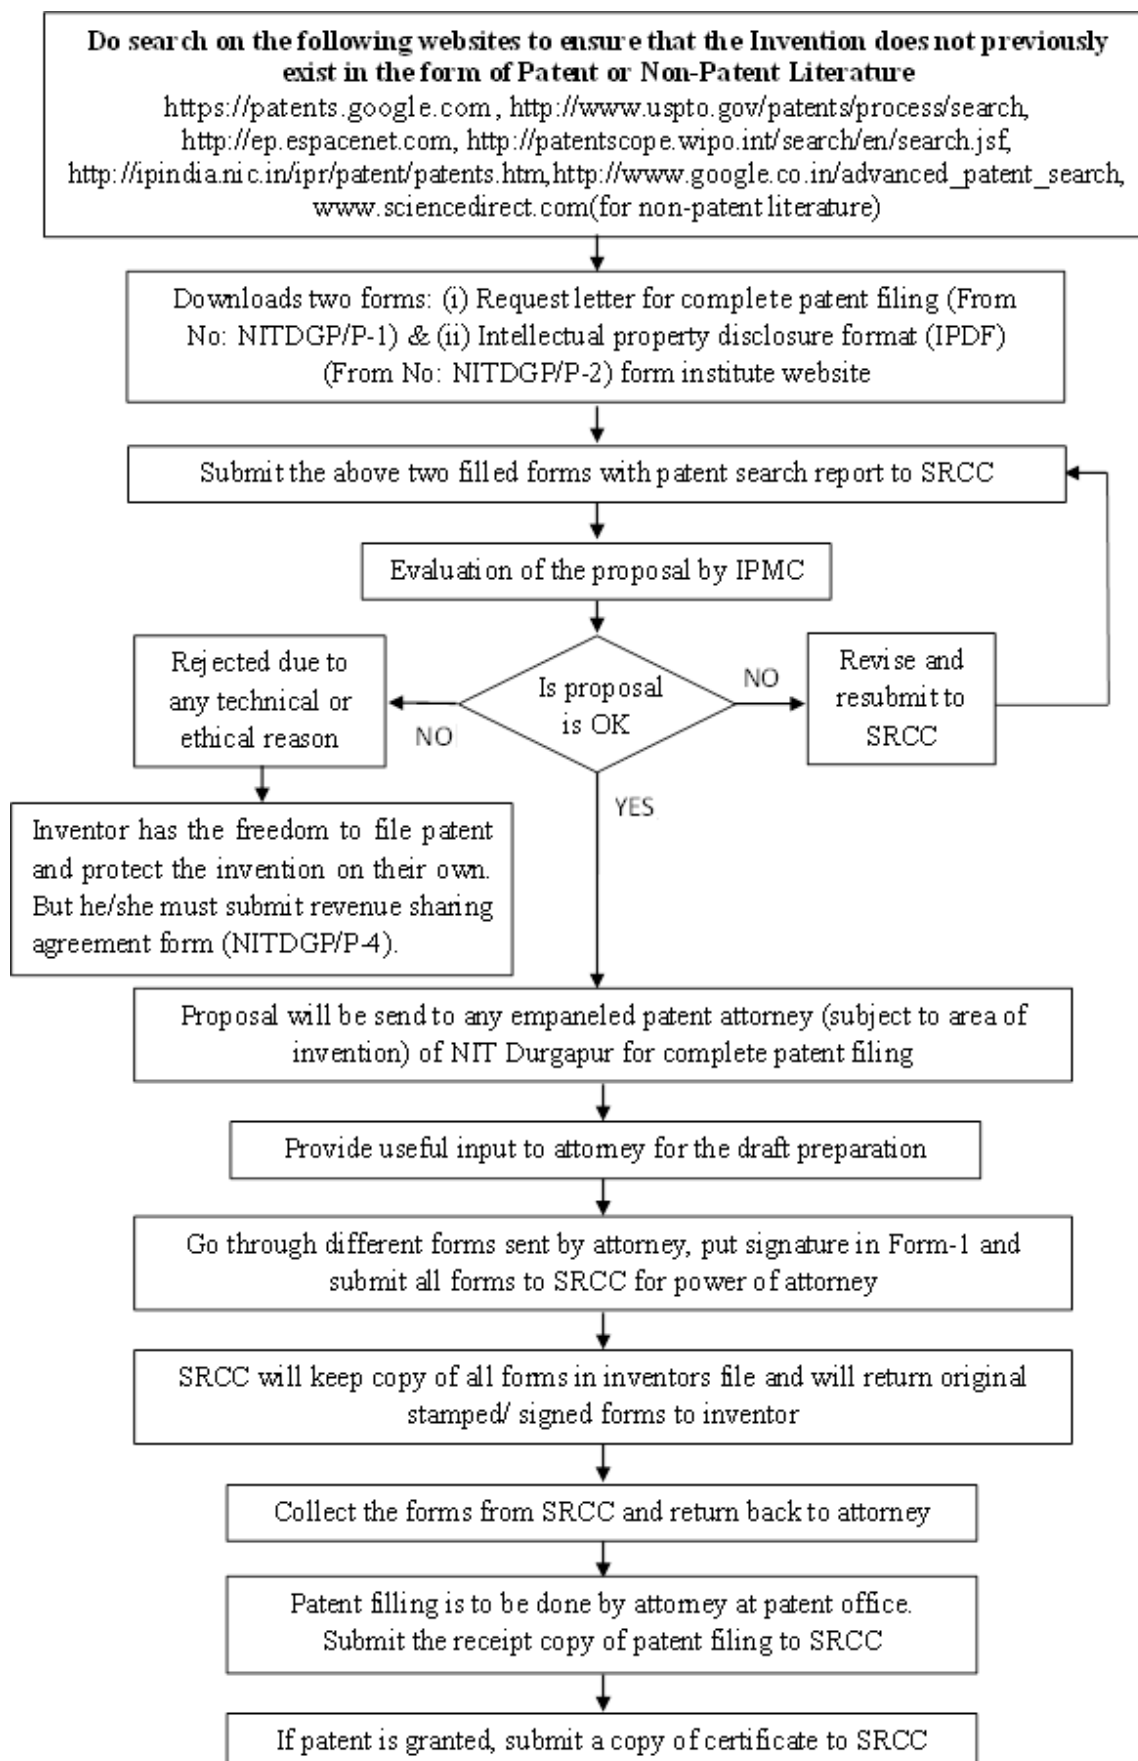 Do search on the following websites to ensure that the Invention does not previously
exist in the form of Patent or Non-Patent Literature
https://patents.google.com, http://www.uspto.gov/patents/process/search,
http://ep.espacenet.com, http://patentscope.wipo.int/search/en/search.jsf,
http://ipindia.nic.in/ipr/patent/patents.htm,http://www.google.co.in/advanced_patent_search,
www.sciencedirect.com(for non-patent literature)
Downloads two forms: (i) Request letter for complete patent filing (From
No: NITDGP/P-1) & (ii) Intellectual property disclosure format (IPDF)
(From No: NITDGP/P-2) form institute website
Submit the above two filled forms with patent search report to SRCC
Evaluation of the proposal by IPMC
Is proposal
is OK
NO
Rejected due to
any technical or
ethical reason
NO
Revise and
resubmit to
SRCC
YES
Inventor has the freedom to file patent
and protect the invention on their own.
But he/she must submit revenue sharing
agreement form (NITDGP/P-4).
Proposal will be send to any empaneled patent attorney (subject to area of
invention) of NIT Durgapur for complete patent filing
Provide useful input to attorney for the draft preparation
Go through different forms sent by attorney, put signature in Form-1 and
submit all forms to SRCC for power of attorney
SRCC will keep copy of all forms in inventors file and will return original
stamped/ signed forms to inventor
Collect the forms from SRCC and return back to attorney
Patent filling is to be done by attorney at patent office.
Submit the receipt copy of patent filing to SRCC
If patent is granted, submit a copy of certificate to SRCC